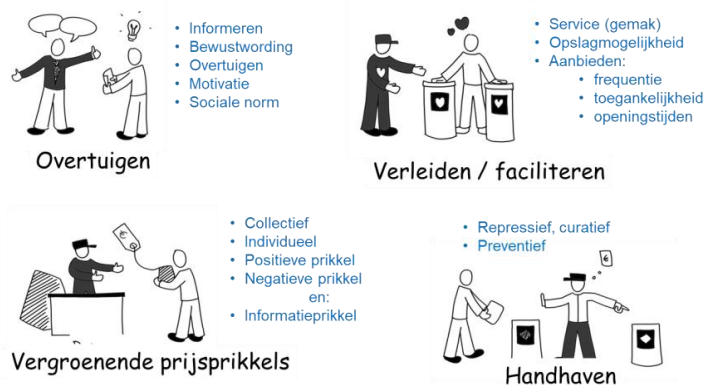 Informeren
Bewustwording
Overtuigen
Motivatie
Sociale norm
Overtuigen
Service (gemak)
Opslagmogelijkheid
Aanbieden:
frequentie
toegankelijkheid
openingstijden
Verleiden / faciliteren
€
Collectief
Individueel
Positieve prikkel
Negatieve prikkel
en:
Informatieprikkel
Vergroenende prijsprikkels
Repressief, curatief
Preventief
€
Handhaven